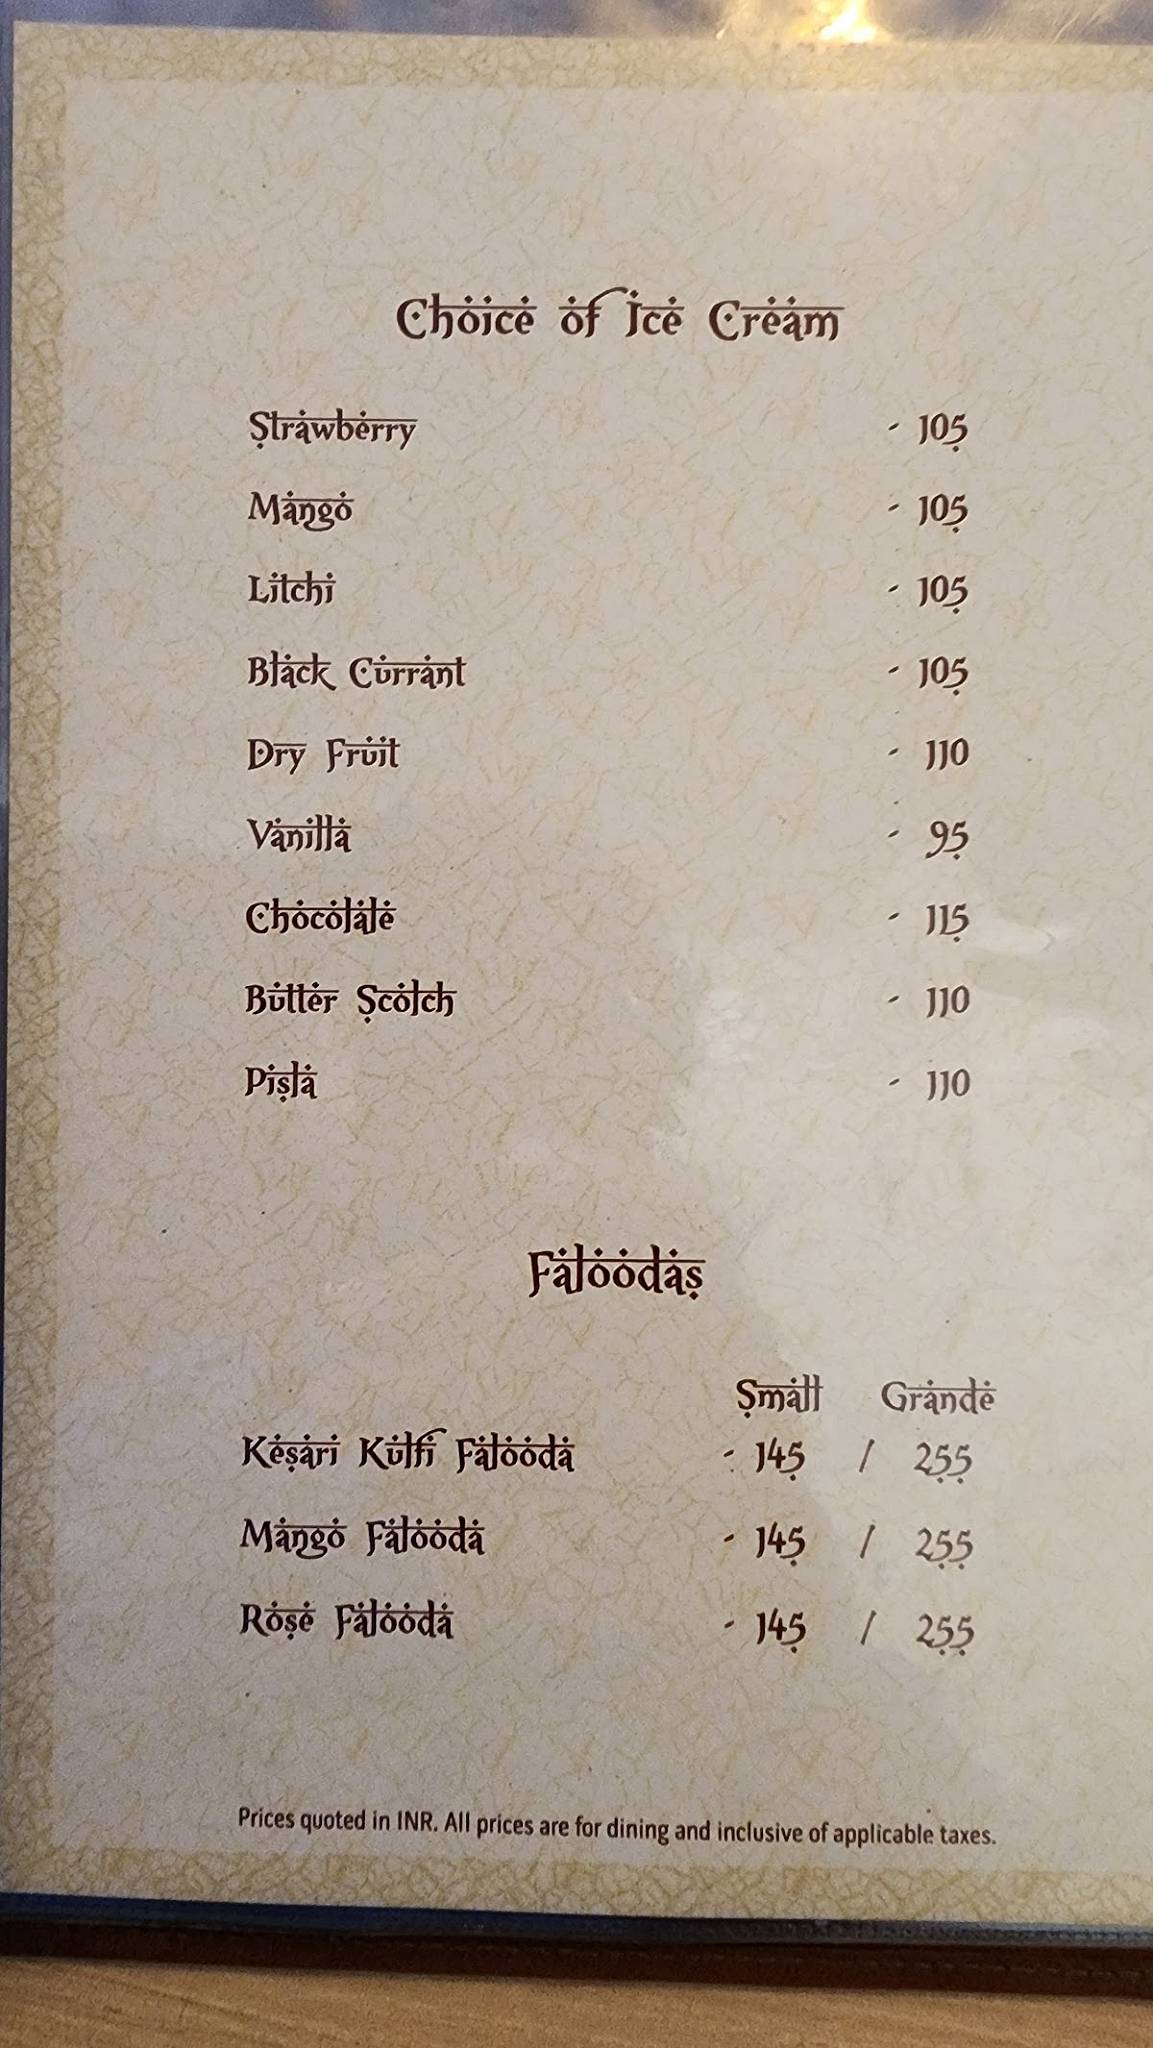 Choice of Ice Cream
Strawberry - 105
Mango - 105
Litchi - 105
Black Currant - 105
Dry Fruit - 110
Vanilla - 95
Chocolate - 115
Butter Scotch - 110
Pista - 110
Faloodas
Small Grande
Kesari Kulfi Falooda - 145 / 255
Mango Falooda - 145 / 255
Rose Falooda - 145 / 255
Prices quoted in INR. All prices are for dining and inclusive of applicable taxes.